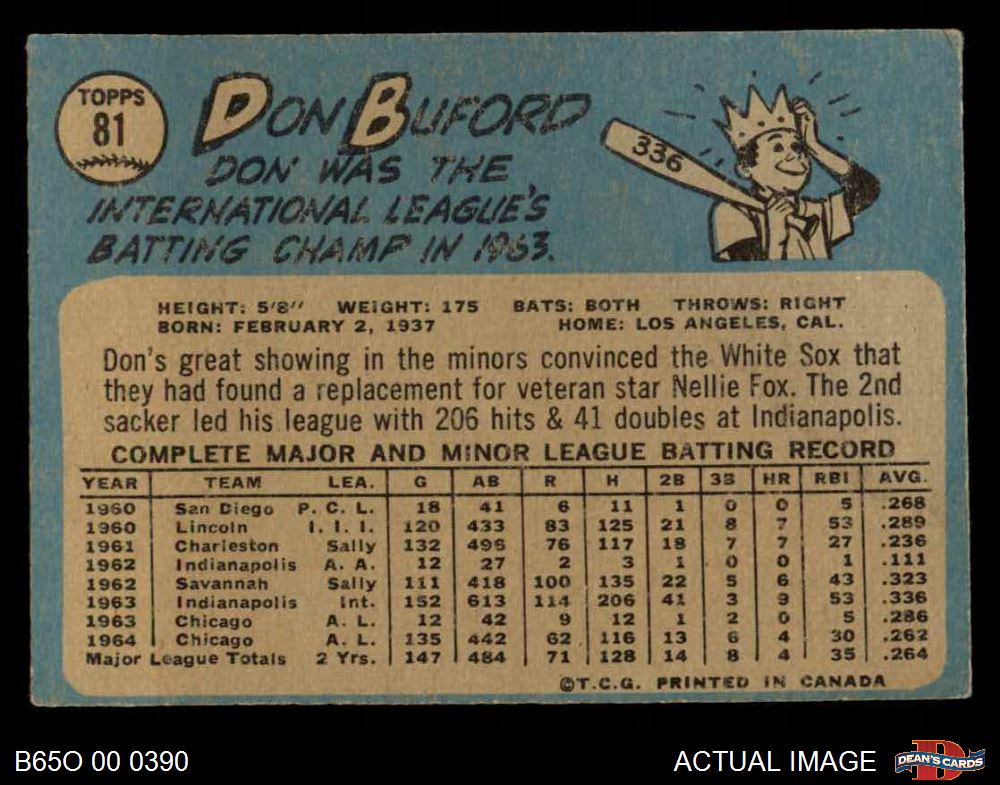 TOPPS
81
DON BUFORD
DON WAS THE
INTERNATIONAL LEAGUE'S
BATTING CHAMP IN 1963.
336
HEIGHT: 5'8" WEIGHT: 175 BATS: BOTH THROWS: RIGHT
BORN: FEBRUARY 2, 1937 HOME: LOS ANGELES, CAL.
Don's great showing in the minors convinced the White Sox that
they had found a replacement for veteran star Nellie Fox. The 2nd
sacker led his league with 206 hits & 41 doubles at Indianapolis.
COMPLETE MAJOR AND MINOR LEAGUE BATTING RECORD
YEAR TEAM LEA. G AB R H 2B 3B HR RBI AVG.
1960 San Diego P. C. L. 18 41 6 11 1 0 0 5 .268
1960 Lincoln I. I. I. 120 433 83 125 21 8 7 53 .289
1961 Charleston Sally 132 496 76 117 18 7 7 27 .236
1962 Indianapolis A. A. 12 27 2 3 1 0 0 1 .111
1962 Savannah Sally 111 418 100 135 22 5 6 43 .323
1963 Indianapolis Int. 152 613 114 206 41 3 9 53 .336
1963 Chicago A. L. 12 42 9 12 1 2 0 5 .286
1964 Chicago A. L. 135 442 62 116 13 6 4 30 .262
Major League Totals 2 Yrs. 147 484 71 128 14 8 4 35 .264
©T.C.G. PRINTED IN CANADA
B65O 00 0390
ACTUAL IMAGE
DEAN'S CARDS